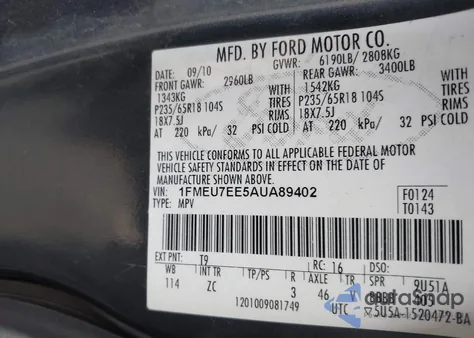 MFD. BY FORD MOTOR CO.
09/10 GVWR: 6190LB/ 2808KG
FRONT GAWR: 2960LB REAR GAWR: 3400LB
1343KG WITH 1542KG WITH
P235/65R18 104S TIRES P235/65R18 104S TIRES
18X7.5J RIMS 18X7.5J RIMS
AT 220 kPa/ 32 PSI COLD AT 220 kPa/ 32 PSI COLD
THIS VEHICLE CONFORMS TO ALL APPLICABLE FEDERAL MOTOR
VEHICLE SAFETY STANDARDS IN EFFECT ON THE DATE OF
MANUFACTURE SHOWN ABOVE.
VIN: 1FMEU7EE5AUA89402 F0124
TYPE: MPV T0143
EXT PNT: T9 RC: 16 DSO:
WB INT TR TP/PS R AXLE TR SPR 9U51A
114 ZC 3 46
1201009081749 UTC 5U5A-1520472-BA